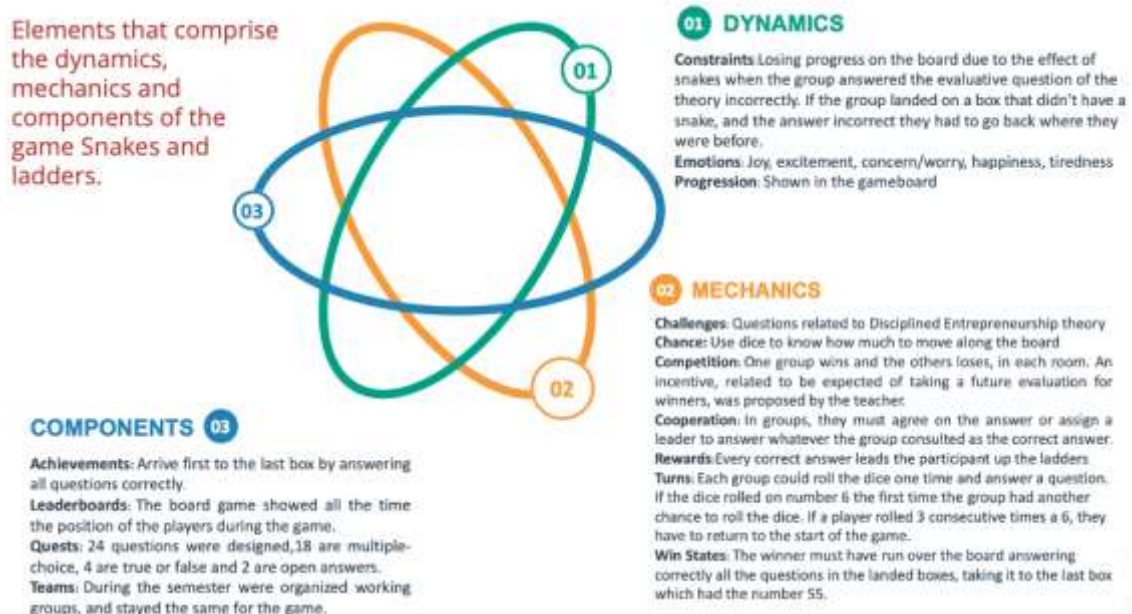 Elements that comprise
the dynamics,
mechanics and
components of the
game Snakes and
ladders.
01
03
02
01 DYNAMICS
Constraints: Losing progress on the board due to the effect of
snakes when the group answered the evaluative question of the
theory incorrectly. If the group landed on a box that didn't have a
snake, and the answer incorrect they had to go back where they
were before.
Emotions: Joy, excitement, concern/worry, happiness, tiredness
Progression: Shown in the gameboard
02 MECHANICS
Challenges: Questions related to Disciplined Entrepreneurship theory
Chance: Use dice to know how much to move along the board
Competition: One group wins and the others loses, in each room. An
incentive, related to be expected of taking a future evaluation for
winners, was proposed by the teacher.
Cooperation: In groups, they must agree on the answer or assign a
leader to answer whatever the group consulted as the correct answer.
Rewards: Every correct answer leads the participant up the ladders
Turns: Each group could roll the dice one time and answer a question.
If the dice rolled on number 6 the first time the group had another
chance to roll the dice. If a player rolled 3 consecutive times a 6, they
have to return to the start of the game.
Win States: The winner must have run over the board answering
correctly all the questions in the landed boxes, taking it to the last box
which had the number 55.
COMPONENTS 03
Achievements: Arrive first to the last box by answering
all questions correctly.
Leaderboards: The board game showed all the time
the position of the players during the game.
Quests: 24 questions were designed,18 are multiple-
choice, 4 are true or false and 2 are open answers.
Teams: During the semester were organized working
groups, and stayed the same for the game.